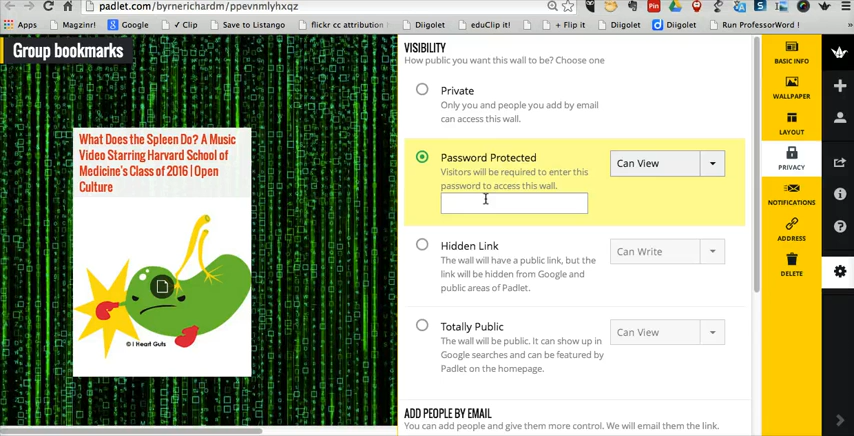 padlet.com/byrnerichardm/ppevnmlyhxqz
Apps
Magzinr!
Google
✓ Clip
Save to Listango
flickr cc attribution
Diigolet
eduClip it!
+ Flip it
Diigolet
Diigolet
Run ProfessorWord !
Group bookmarks
What Does the Spleen Do? A Music
Video Starring Harvard School of
Medicine's Class of 2016 | Open
Culture
© I Heart Guts
VISIBILITY
How public you want this wall to be? Choose one
Private
Only you and people you add by email
can access this wall.
Password Protected
Visitors will be required to enter this
password to access this wall.
Can View
Hidden Link
The wall will have a public link, but the
link will be hidden from Google and
public areas of Padlet.
Can Write
Totally Public
The wall will be public. It can show up in
Google searches and can be featured by
Padlet on the homepage.
Can View
ADD PEOPLE BY EMAIL
You can add people and give them more control. We will email them the link.
BASIC INFO
WALLPAPER
LAYOUT
PRIVACY
NOTIFICATIONS
ADDRESS
DELETE